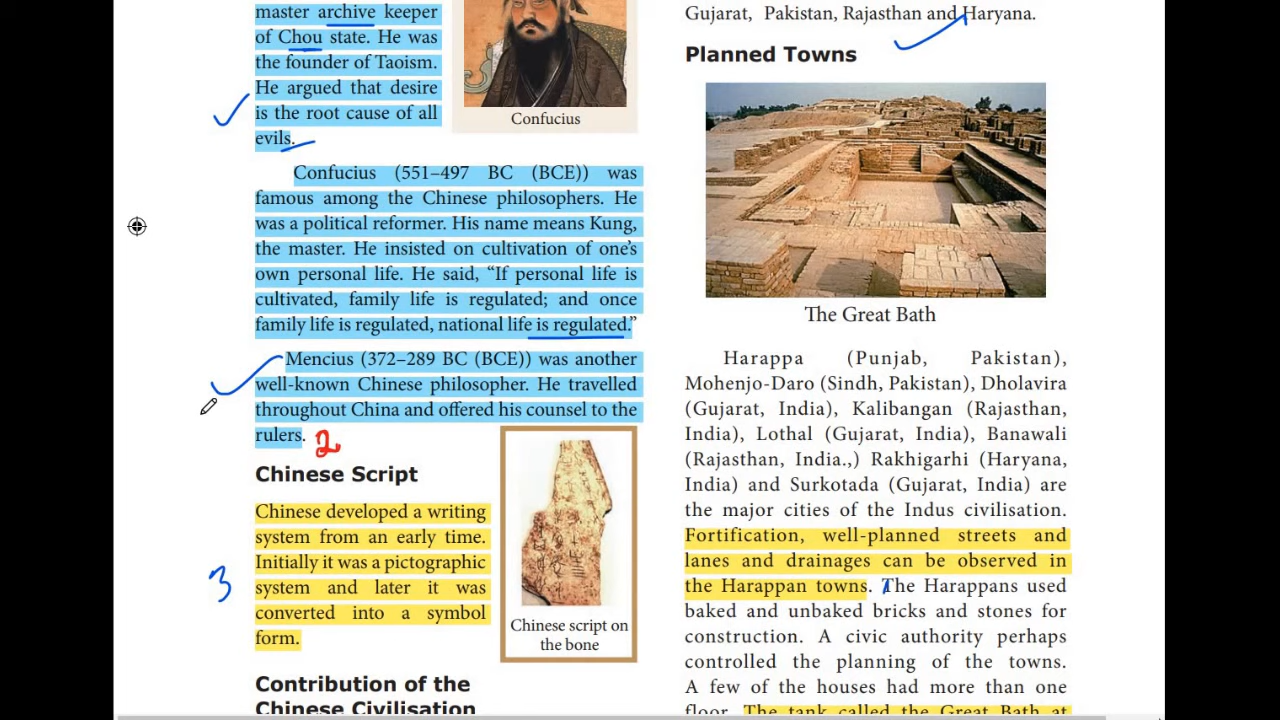 master archive keeper
of Chou state. He was
the founder of Taoism.
He argued that desire
is the root cause of all
evils.
Confucius
Confucius (551–497 BC (BCE)) was
famous among the Chinese philosophers. He
was a political reformer. His name means Kung,
the master. He insisted on cultivation of one's
own personal life. He said, “If personal life is
cultivated, family life is regulated; and once
family life is regulated, national life is regulated.”
Mencius (372–289 BC (BCE)) was another
well-known Chinese philosopher. He travelled
throughout China and offered his counsel to the
rulers. 2
Chinese Script
Chinese developed a writing
system from an early time.
Initially it was a pictographic
system and later it was
converted into a symbol
form.
3
Chinese script on
the bone
Contribution of the
Chinese Civilisation
Gujarat, Pakistan, Rajasthan and Haryana.
Planned Towns
The Great Bath
Harappa (Punjab, Pakistan),
Mohenjo-Daro (Sindh, Pakistan), Dholavira
(Gujarat, India), Kalibangan (Rajasthan,
India), Lothal (Gujarat, India), Banawali
(Rajasthan, India.,) Rakhigarhi (Haryana,
India) and Surkotada (Gujarat, India) are
the major cities of the Indus civilisation.
Fortification, well-planned streets and
lanes and drainages can be observed in
the Harappan towns. The Harappans used
baked and unbaked bricks and stones for
construction. A civic authority perhaps
controlled the planning of the towns.
A few of the houses had more than one
floor. The tank called the Great Bath at